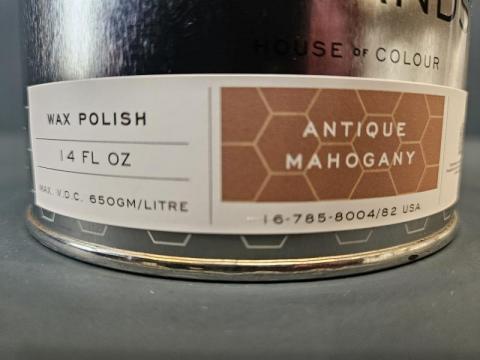 HOUSE OF COLOUR
WAX POLISH
14 FL OZ
MAX. V.O.C. 650GM/LITRE
ANTIQUE
MAHOGANY
16-785-8004/82 USA